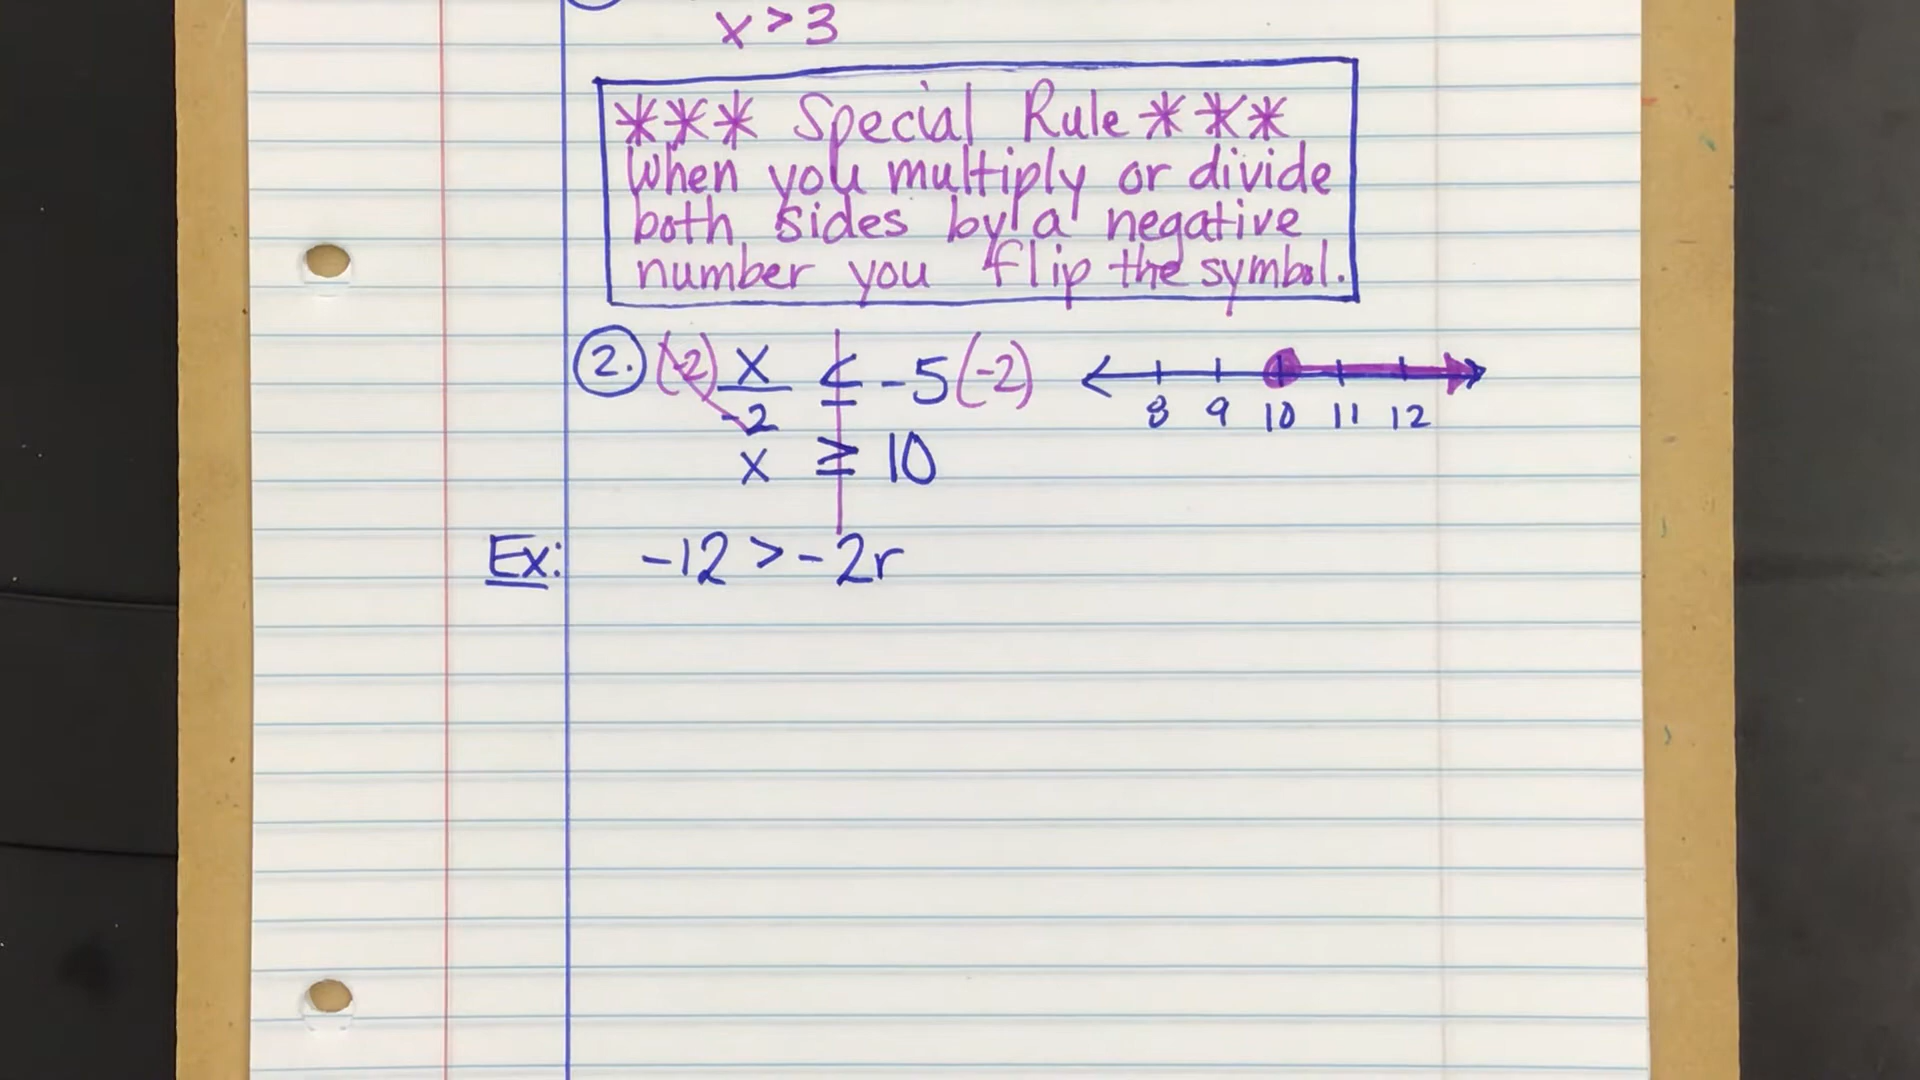 x > 3
*** Special Rule ***
When you multiply or divide
both sides by a negative
number you flip the symbol.
2. (-2) x/-2 ≤ -5 (-2)
8 9 10 11 12
x ≥ 10
Ex: -12 > -2r